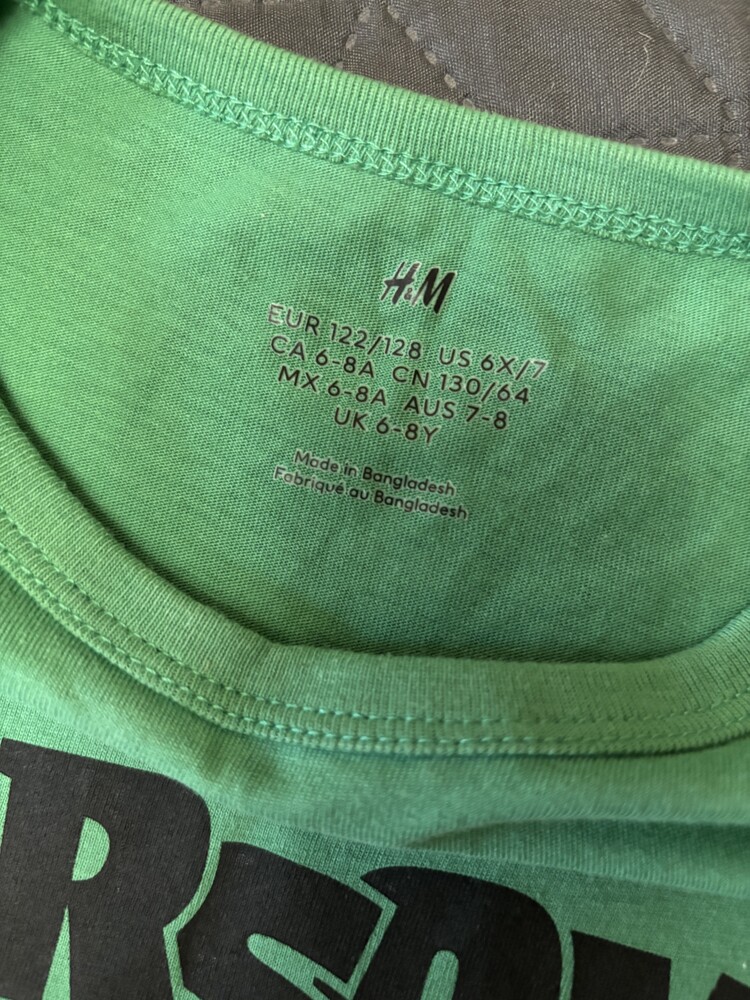 H&M
EUR 122/128 US 6X/7
CA 6-8A CN 130/64
MX 6-8A AUS 7-8
UK 6-8Y
Made in Bangladesh
Fabriqué au Bangladesh